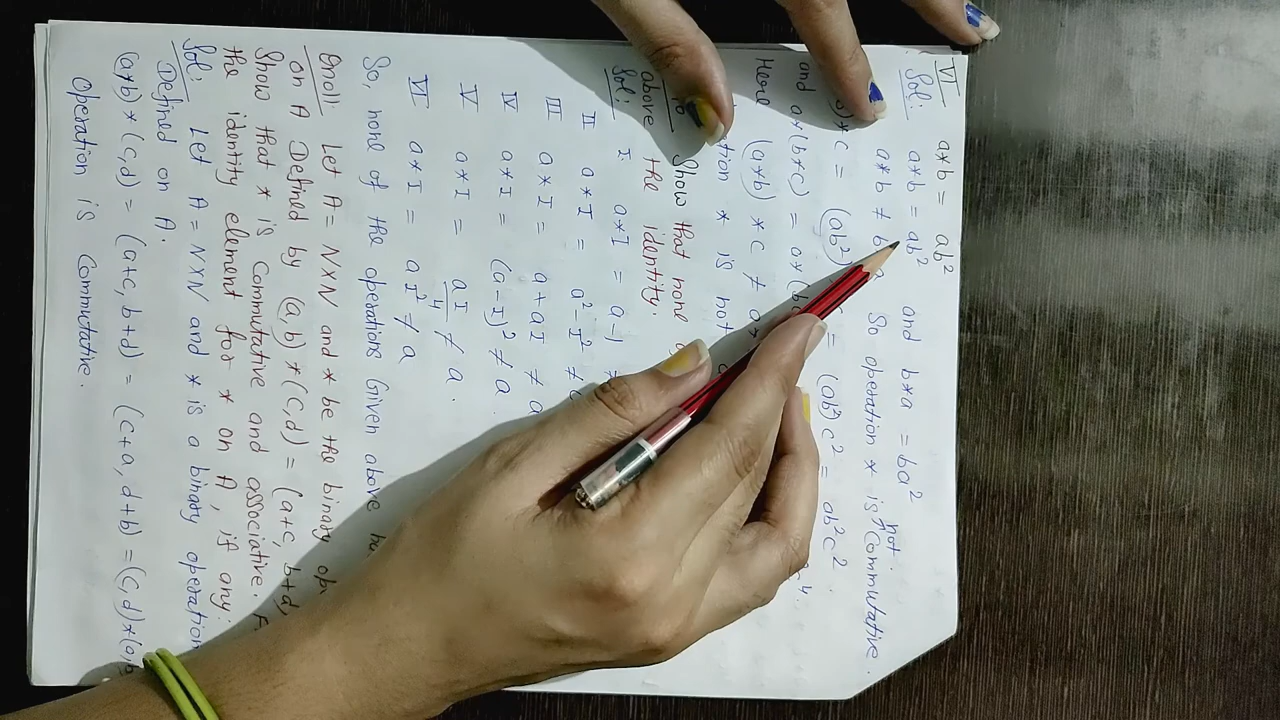 VI a*b = ab²
Sol: a*b = ab² and b*a = ba²
a*b ≠ b So operation * is not Commutative.
)*c = (ab²) = (ab²)c² = ab²c²
and a*(b*c) = a*(b
Here (a*b) *c ≠ a*
* is not
Show that none
above the identity.
Sol: I a*I = a-1
II a*I = a²-I² ≠
III a*I = a+aI ≠ a
IV a*I = (a-I)² ≠ a.
V a*I = aI/4 ≠ a.
VI a*I = aI² ≠ a
So, none of the operations Given above
Let A = N×N and * be the binary
on A Defined by (a,b)*(c,d) = (a+c, b+d)
Show that * is Commutative and associative.
the identity element for * on A, if any.
Sol: Let A = N×N and * is a binary operation
Defined on A.
(a*b)*(c,d) = (a+c, b+d) = (c+a, d+b) = (c,d)*(a,b
Operation is Commutative.